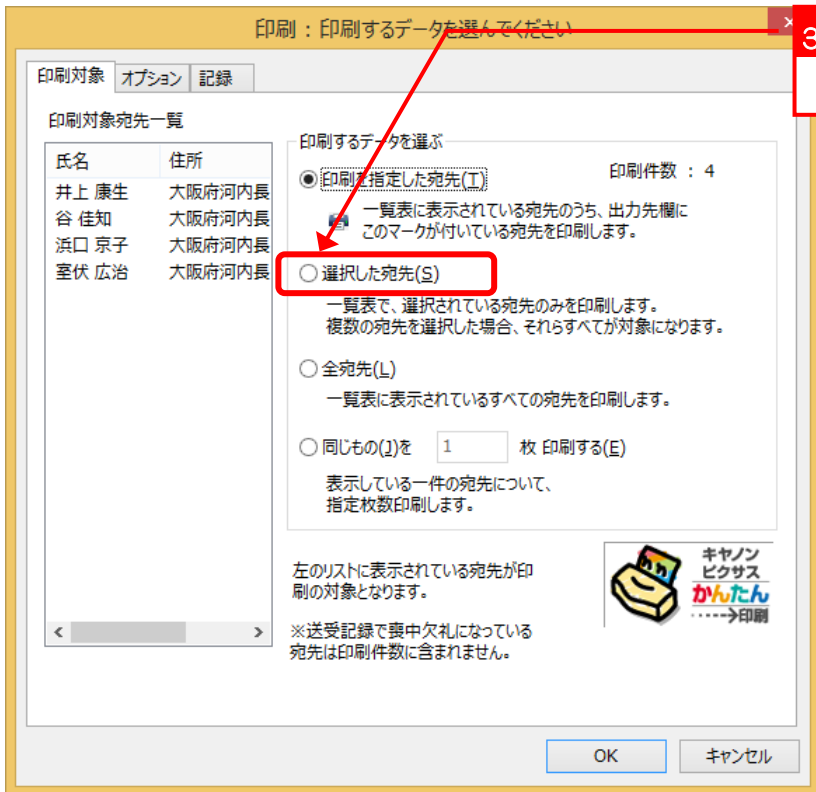 印刷:印刷するデータを選んでください
3
印刷対象 オプション 記録
印刷対象宛先一覧
氏名 住所
井上 康生 大阪府河内長
谷 佳知 大阪府河内長
浜口 京子 大阪府河内長
室伏 広治 大阪府河内長
印刷するデータを選ぶ
印刷を指定した宛先(T) 印刷件数 : 4
一覧表に表示されている宛先のうち、出力先欄に
このマークが付いている宛先を印刷します。
選択した宛先(S)
一覧表で、選択されている宛先のみを印刷します。
複数の宛先を選択した場合、それらすべてが対象になります。
全宛先(L)
一覧表に表示されているすべての宛先を印刷します。
同じもの(J)を 1 枚 印刷する(E)
表示している一件の宛先について、
指定枚数印刷します。
左のリストに表示されている宛先が印
刷の対象となります。
※送受記録で喪中欠礼になっている
宛先は印刷件数に含まれません。
キヤノン
ピクサス
かんたん
印刷
OK キャンセル